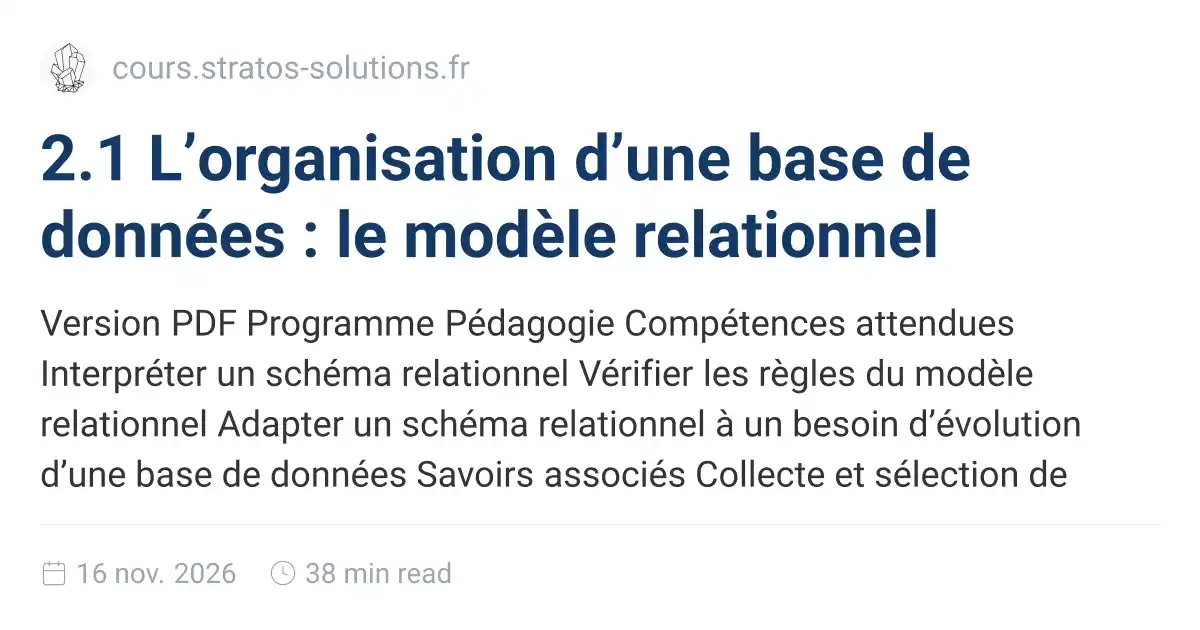 cours.stratos-solutions.fr
2.1 L’organisation d’une base de
données : le modèle relationnel
Version PDF Programme Pédagogie Compétences attendues
Interpréter un schéma relationnel Vérifier les règles du modèle
relationnel Adapter un schéma relationnel à un besoin d’évolution
d’une base de données Savoirs associés Collecte et sélection de
16 nov. 2026 38 min read